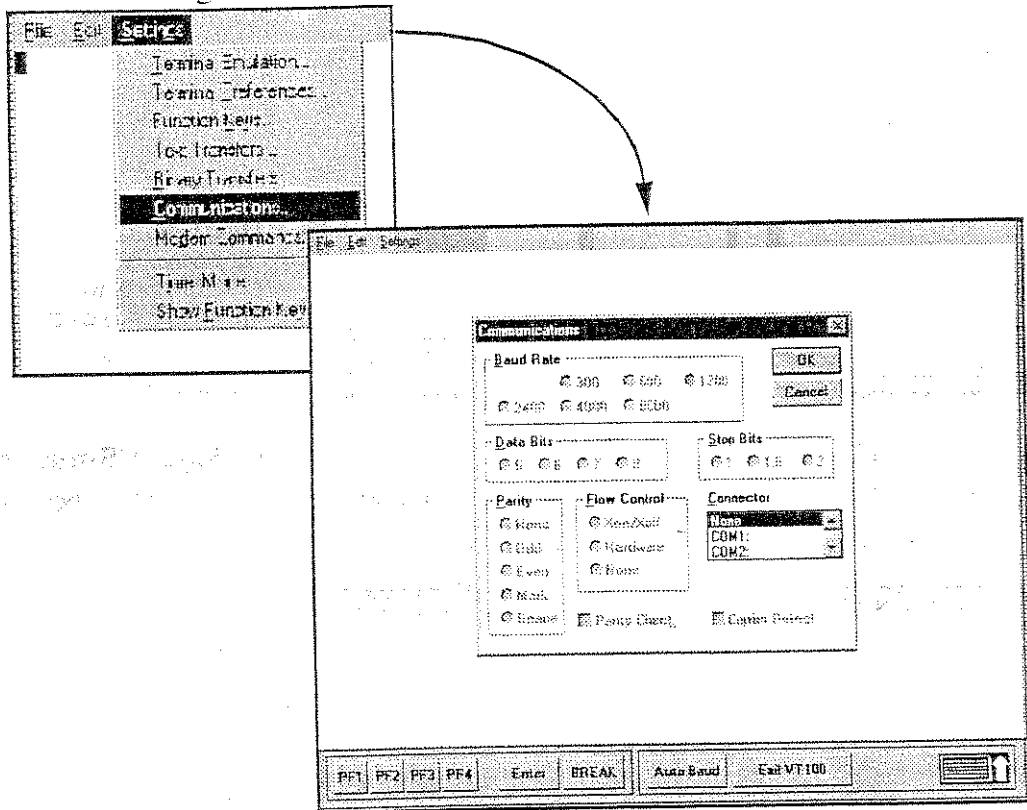 File Edit Settings
Terminal Emulation...
Terminal Preferences...
Function Keys...
Text Transfers...
Binary Transfers...
Communications...
Modem Commands
Show Function Key
File Edit Settings
Communications
Baud Rate
OK
300 600 1200
Cancel
2400 4800 9600
Data Bits
Stop Bits
5 6 7 8
1 1.5 2
Parity
Flow Control
Connector
None
Xon/Xoff
None
COM1:
COM2:
Odd
Hardware
Even
None
Mark
Space
Parity Check
Carrier Detect
PF1 PF2 PF3 PF4 Enter BREAK Auto Baud Exit VT100